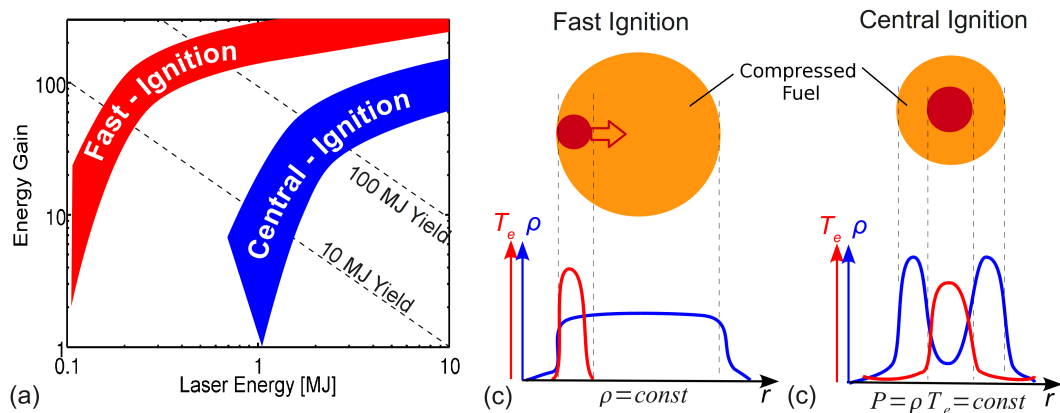 Fast Ignition
Central Ignition
100
10
1
Energy Gain
Fast - Ignition
Central - Ignition
100 MJ Yield
10 MJ Yield
0.1
1
10
Laser Energy [MJ]
(a)
Compressed
Fuel
T_e
ρ
(c)
ρ=const
r
T_e
ρ
(c)
P=ρ T_e=const
r